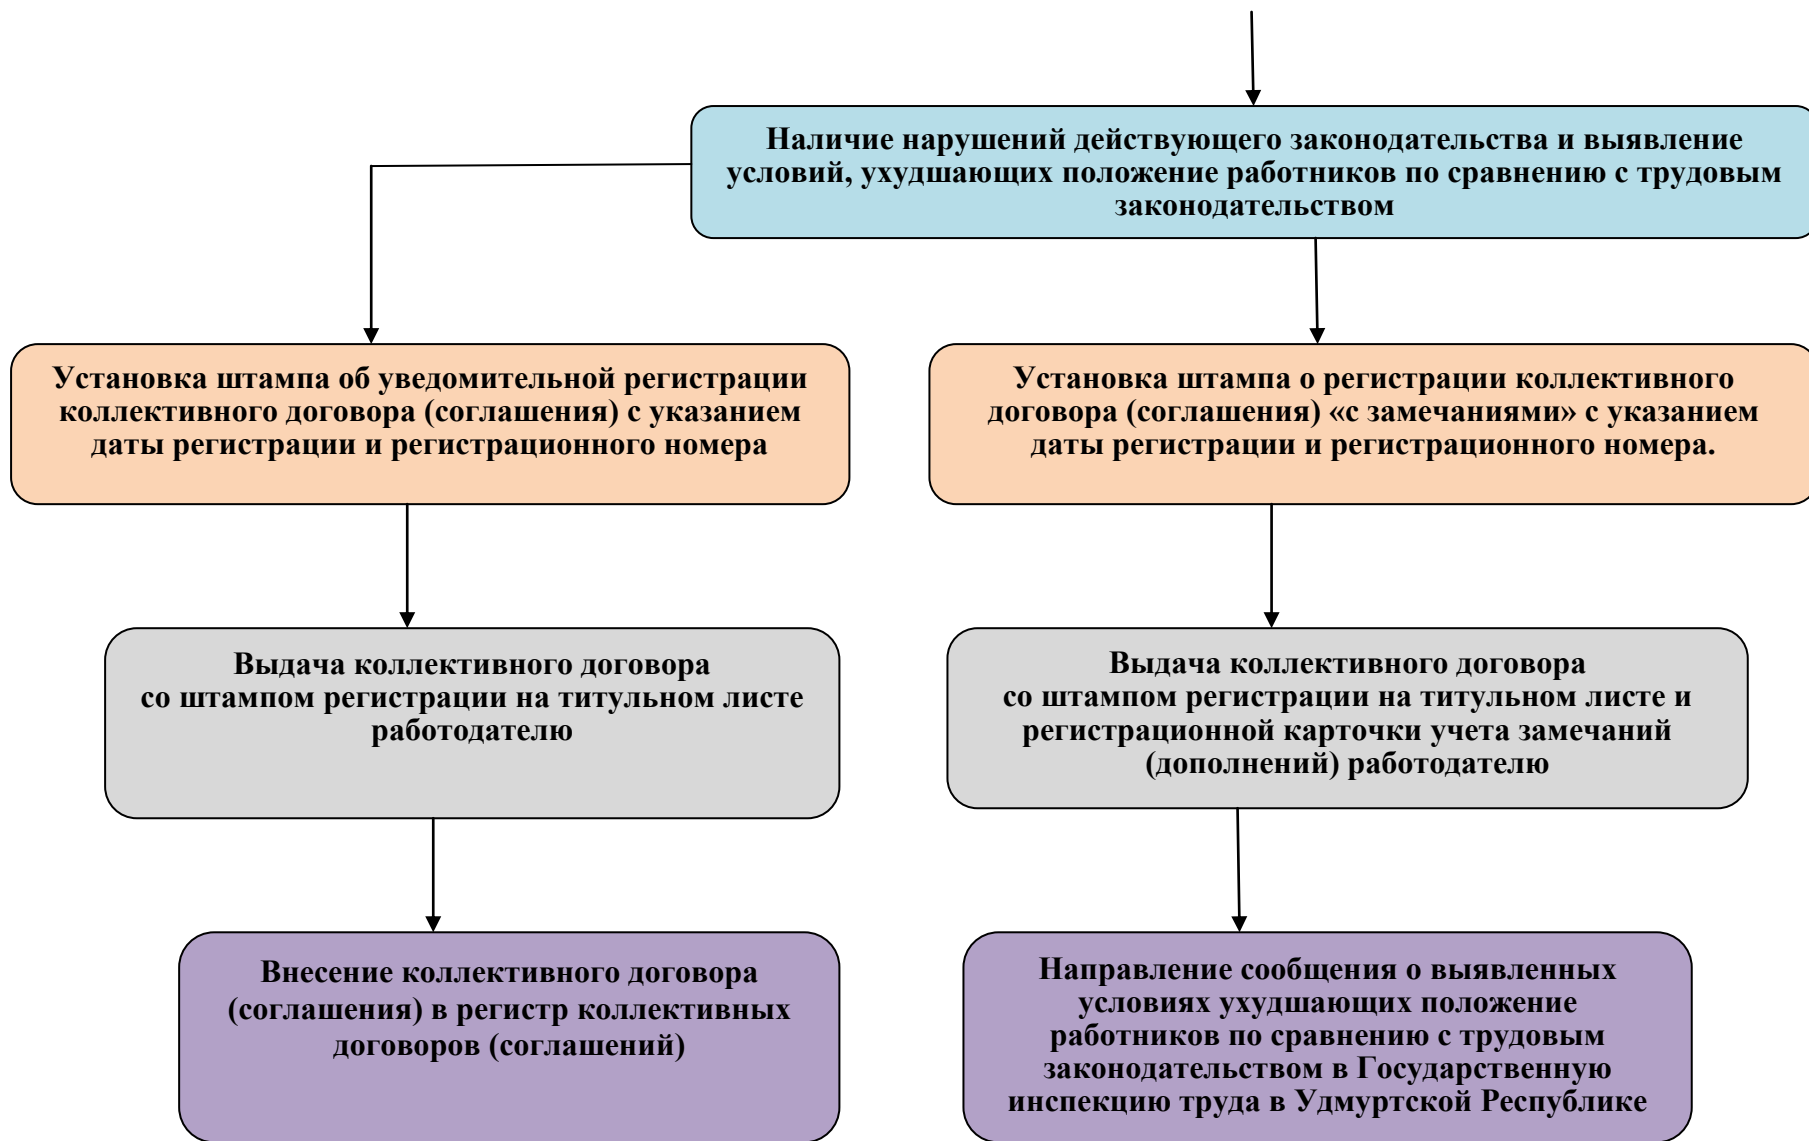 Наличие нарушений действующего законодательства и выявление
условий, ухудшающих положение работников по сравнению с трудовым
законодательством
Установка штампа об уведомительной регистрации
коллективного договора (соглашения) с указанием
даты регистрации и регистрационного номера
Установка штампа о регистрации коллективного
договора (соглашения) «с замечаниями» с указанием
даты регистрации и регистрационного номера.
Выдача коллективного договора
со штампом регистрации на титульном листе
работодателю
Выдача коллективного договора
со штампом регистрации на титульном листе и
регистрационной карточки учета замечаний
(дополнений) работодателю
Внесение коллективного договора
(соглашения) в регистр коллективных
договоров (соглашений)
Направление сообщения о выявленных
условиях ухудшающих положение
работников по сравнению с трудовым
законодательством в Государственную
инспекцию труда в Удмуртской Республике